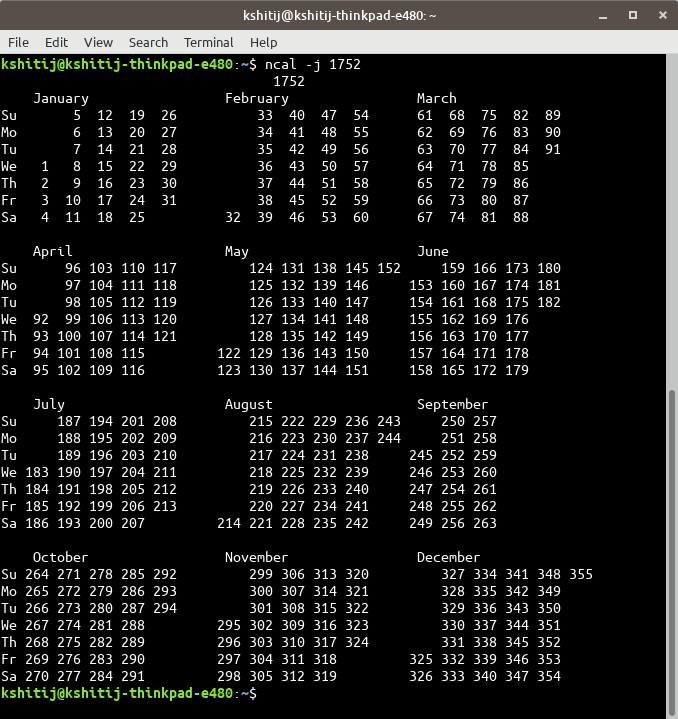 kshitij@kshitij-thinkpad-e480: ~
File Edit View Search Terminal Help
kshitij@kshitij-thinkpad-e480:~$ ncal -j 1752
                                  1752
    January                 February                March
Su       5  12  19  26          33  40  47  54      61  68  75  82  89
Mo       6  13  20  27          34  41  48  55      62  69  76  83  90
Tu       7  14  21  28          35  42  49  56      63  70  77  84  91
We   1   8  15  22  29          36  43  50  57      64  71  78  85
Th   2   9  16  23  30          37  44  51  58      65  72  79  86
Fr   3  10  17  24  31          38  45  52  59      66  73  80  87
Sa   4  11  18  25          32  39  46  53  60      67  74  81  88
    April                   May                     June
Su      96 103 110 117         124 131 138 145 152     159 166 173 180
Mo      97 104 111 118         125 132 139 146     153 160 167 174 181
Tu      98 105 112 119         126 133 140 147     154 161 168 175 182
We  92  99 106 113 120         127 134 141 148     155 162 169 176
Th  93 100 107 114 121         128 135 142 149     156 163 170 177
Fr  94 101 108 115         122 129 136 143 150     157 164 171 178
Sa  95 102 109 116         123 130 137 144 151     158 165 172 179
    July                    August                  September
Su     187 194 201 208         215 222 229 236 243     250 257
Mo     188 195 202 209         216 223 230 237 244     251 258
Tu     189 196 203 210         217 224 231 238     245 252 259
We 183 190 197 204 211         218 225 232 239     246 253 260
Th 184 191 198 205 212         219 226 233 240     247 254 261
Fr 185 192 199 206 213         220 227 234 241     248 255 262
Sa 186 193 200 207         214 221 228 235 242     249 256 263
    October                 November                December
Su 264 271 278 285 292         299 306 313 320         327 334 341 348 355
Mo 265 272 279 286 293         300 307 314 321         328 335 342 349
Tu 266 273 280 287 294         301 308 315 322         329 336 343 350
We 267 274 281 288         295 302 309 316 323         330 337 344 351
Th 268 275 282 289         296 303 310 317 324         331 338 345 352
Fr 269 276 283 290         297 304 311 318         325 332 339 346 353
Sa 270 277 284 291         298 305 312 319         326 333 340 347 354
kshitij@kshitij-thinkpad-e480:~$